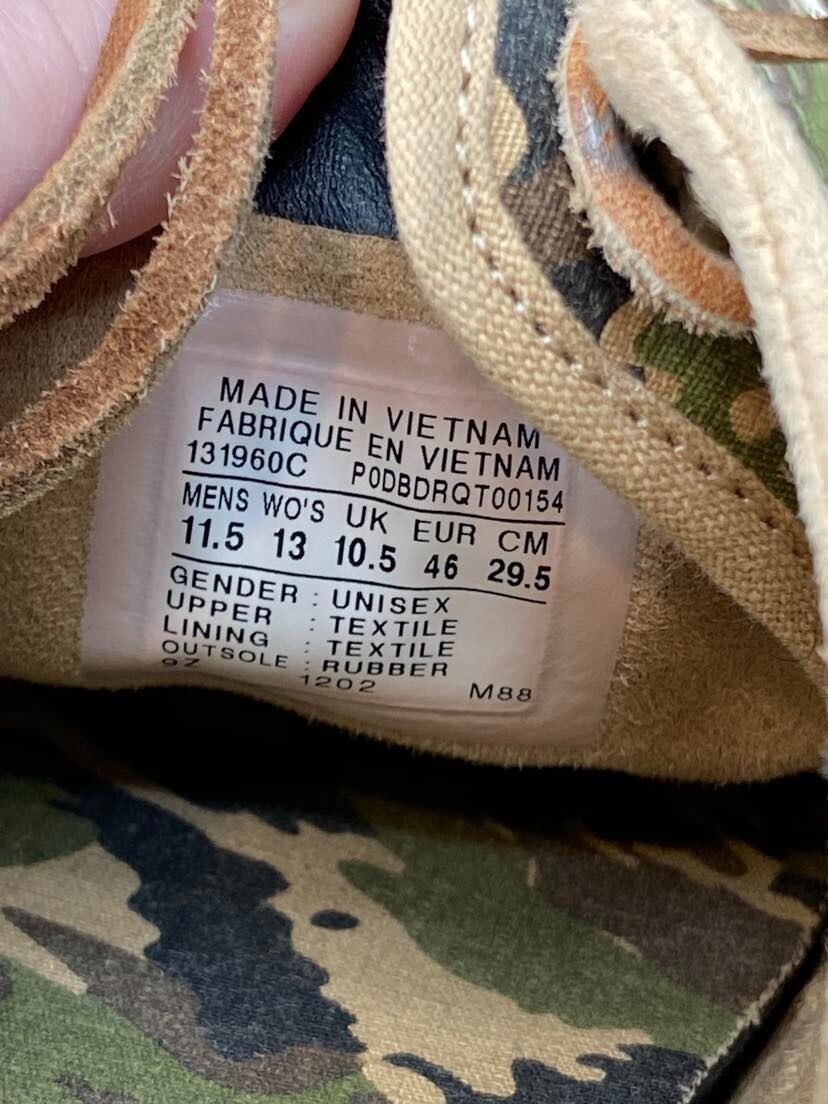 MADE IN VIETNAM
FABRIQUE EN VIETNAM
131960C P0DBDRQT00154
MENS WO'S UK EUR CM
11.5 13 10.5 46 29.5
GENDER : UNISEX
UPPER : TEXTILE
LINING : TEXTILE
OUTSOLE : RUBBER
9Z 1202 M88